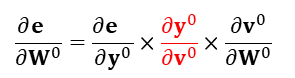 ∂e/∂W⁰ = ∂e/∂y⁰ × ∂y⁰/∂v⁰ × ∂v⁰/∂W⁰